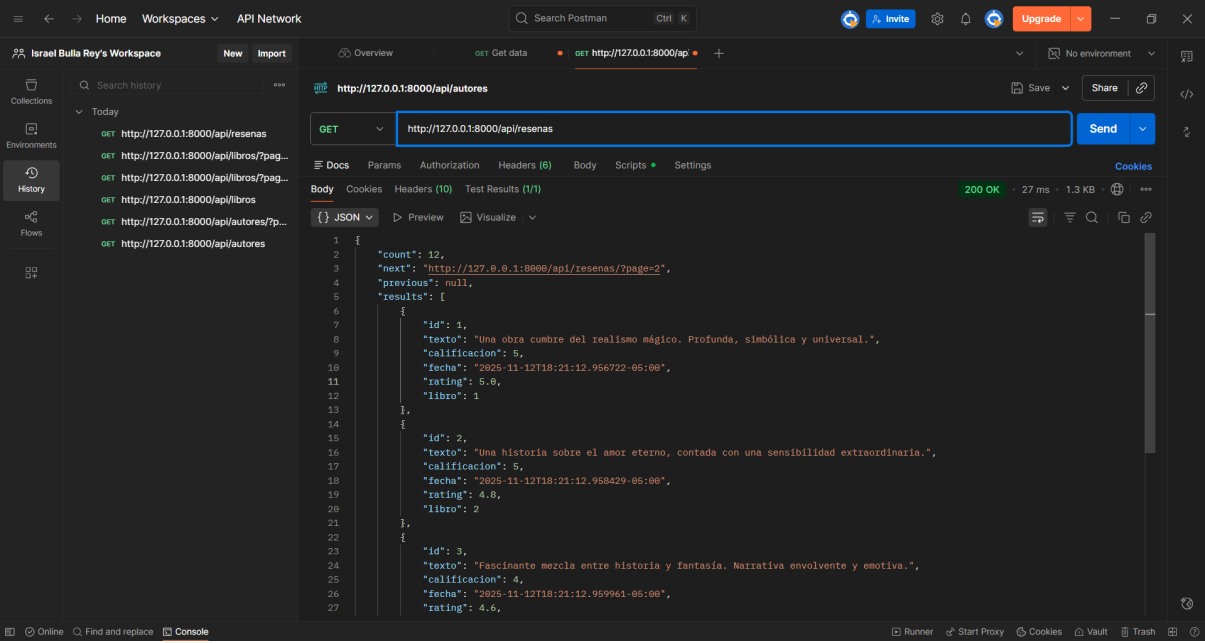 Home Workspaces API Network Search Postman Ctrl K Invite Upgrade
Israel Bulla Rey's Workspace New Import Overview GET Get data GET http://127.0.0.1:8000/ap No environment
Collections
Environments
History
Flows
Search history
Today
GET http://127.0.0.1:8000/api/resenas
GET http://127.0.0.1:8000/api/libros/?pag...
GET http://127.0.0.1:8000/api/libros/?pag...
GET http://127.0.0.1:8000/api/libros
GET http://127.0.0.1:8000/api/autores/?p...
GET http://127.0.0.1:8000/api/autores
HTTP http://127.0.0.1:8000/api/autores Save Share
GET http://127.0.0.1:8000/api/resenas Send
Docs Params Authorization Headers (6) Body Scripts Settings Cookies
Body Cookies Headers (10) Test Results (1/1) 200 OK 27 ms 1.3 KB
{} JSON Preview Visualize
1 {
2 "count": 12,
3 "next": "http://127.0.0.1:8000/api/resenas/?page=2",
4 "previous": null,
5 "results": [
6 {
7 "id": 1,
8 "texto": "Una obra cumbre del realismo mágico. Profunda, simbólica y universal.",
9 "calificacion": 5,
10 "fecha": "2025-11-12T18:21:12.956722-05:00",
11 "rating": 5.0,
12 "libro": 1
13 },
14 {
15 "id": 2,
16 "texto": "Una historia sobre el amor eterno, contada con una sensibilidad extraordinaria.",
17 "calificacion": 5,
18 "fecha": "2025-11-12T18:21:12.958429-05:00",
19 "rating": 4.8,
20 "libro": 2
21 },
22 {
23 "id": 3,
24 "texto": "Fascinante mezcla entre historia y fantasía. Narrativa envolvente y emotiva.",
25 "calificacion": 4,
26 "fecha": "2025-11-12T18:21:12.959961-05:00",
27 "rating": 4.6,
Online Find and replace Console Runner Start Proxy Cookies Vault Trash